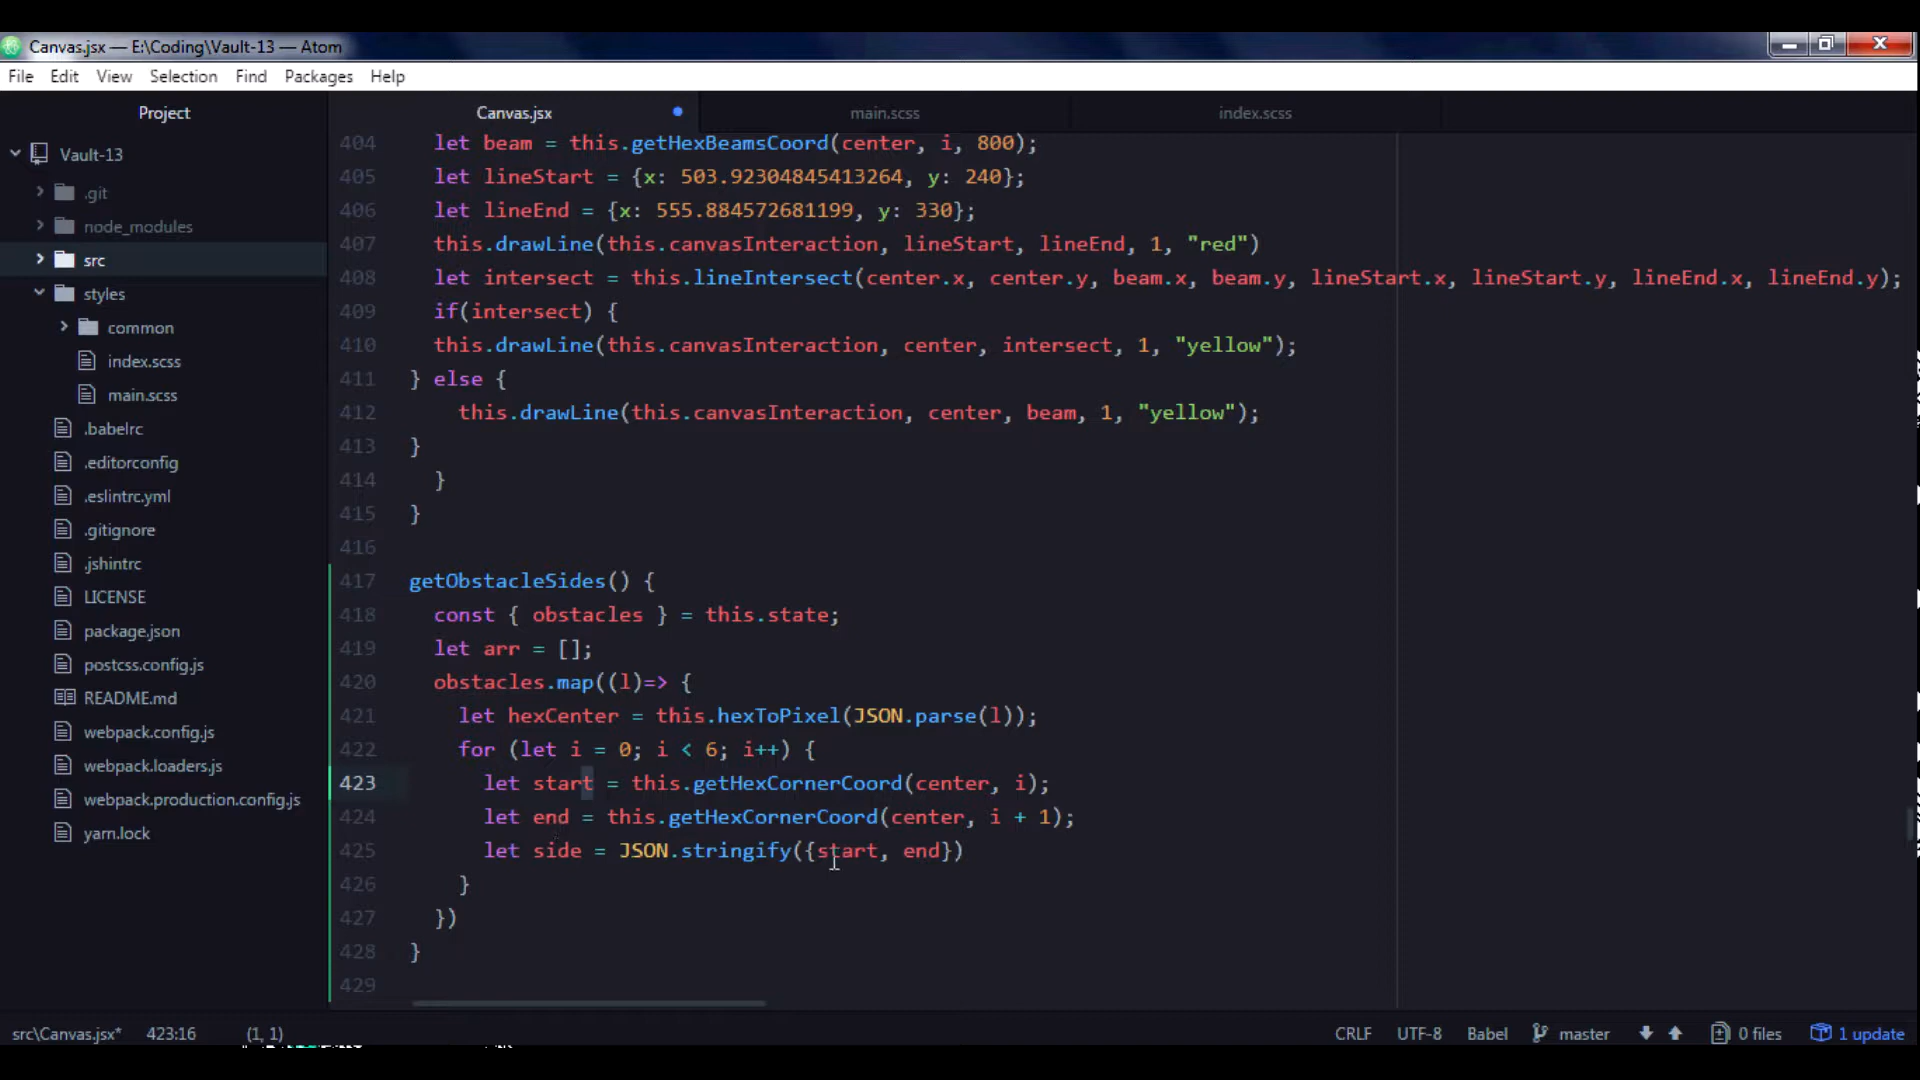 Canvas.jsx — E:\Coding\Vault-13 — Atom
File Edit View Selection Find Packages Help
Project
Canvas.jsx main.scss index.scss
Vault-13
.git
node_modules
src
styles
common
index.scss
main.scss
.babelrc
.editorconfig
.eslintrc.yml
.gitignore
.jshintrc
LICENSE
package.json
postcss.config.js
README.md
webpack.config.js
webpack.loaders.js
webpack.production.config.js
yarn.lock
404 let beam = this.getHexBeamsCoord(center, i, 800);
405 let lineStart = {x: 503.92304845413264, y: 240};
406 let lineEnd = {x: 555.884572681199, y: 330};
407 this.drawLine(this.canvasInteraction, lineStart, lineEnd, 1, "red")
408 let intersect = this.lineIntersect(center.x, center.y, beam.x, beam.y, lineStart.x, lineStart.y, lineEnd.x, lineEnd.y);
409 if(intersect) {
410 this.drawLine(this.canvasInteraction, center, intersect, 1, "yellow");
411 } else {
412 this.drawLine(this.canvasInteraction, center, beam, 1, "yellow");
413 }
414 }
415 }
416
417 getObstacleSides() {
418 const { obstacles } = this.state;
419 let arr = [];
420 obstacles.map((l)=> {
421 let hexCenter = this.hexToPixel(JSON.parse(l));
422 for (let i = 0; i < 6; i++) {
423 let start = this.getHexCornerCoord(center, i);
424 let end = this.getHexCornerCoord(center, i + 1);
425 let side = JSON.stringify({start, end})
426 }
427 })
428 }
429
src\Canvas.jsx* 423:16 (1, 1) CRLF UTF-8 Babel master 0 files 1 update